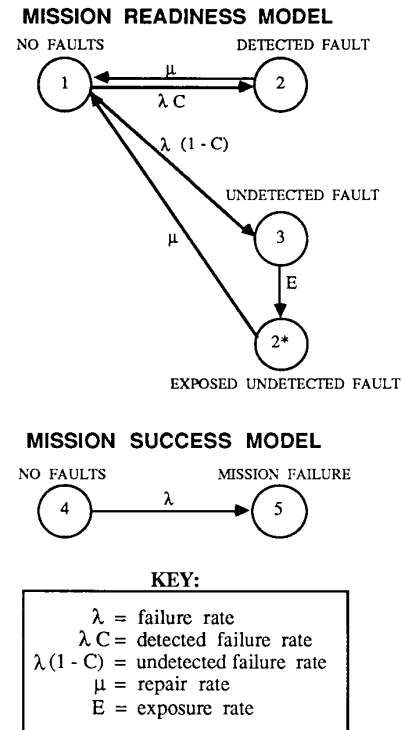 MISSION READINESS MODEL
NO FAULTS
DETECTED FAULT
μ
1
2
λ C
λ (1 - C)
UNDETECTED FAULT
3
μ
E
2*
EXPOSED UNDETECTED FAULT
MISSION SUCCESS MODEL
NO FAULTS
MISSION FAILURE
λ
4
5
KEY:
λ = failure rate
λ C = detected failure rate
λ (1 - C) = undetected failure rate
μ = repair rate
E = exposure rate